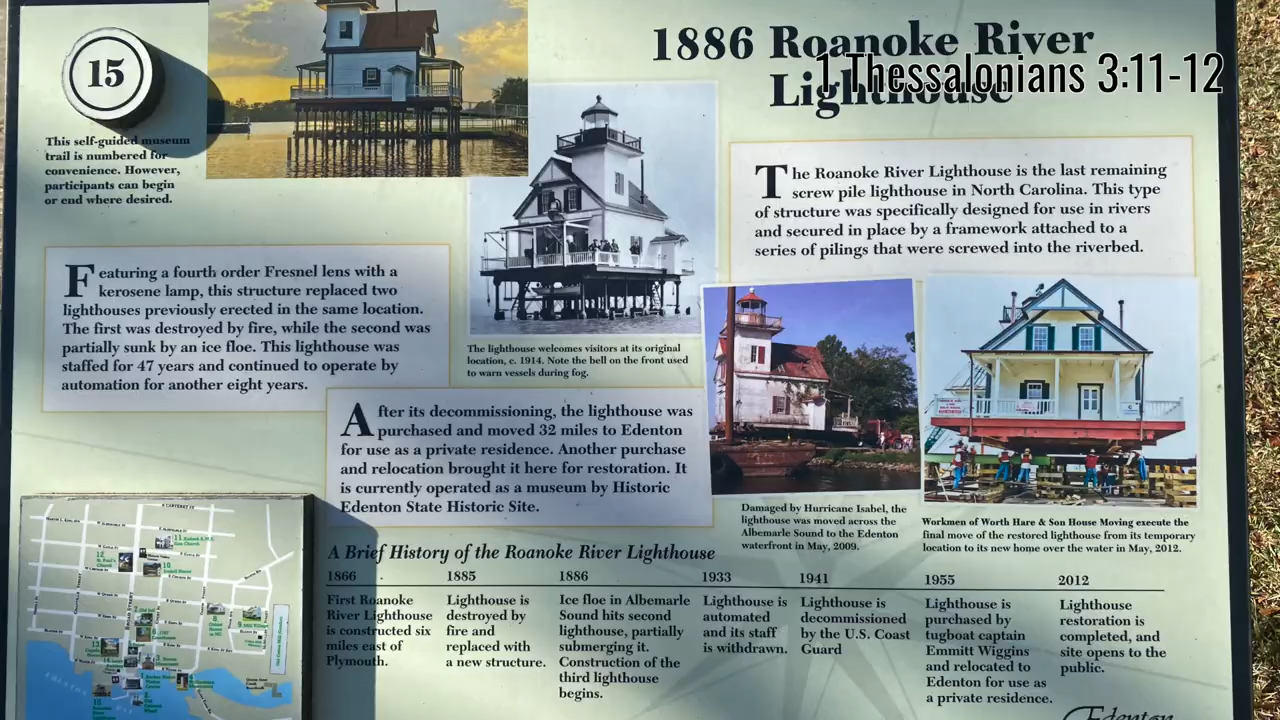 15
This self-guided museum
trail is numbered for
convenience. However,
participants can begin
or end where desired.
1886 Roanoke River
Lighthouse
1 Thessalonians 3:11-12
The Roanoke River Lighthouse is the last remaining
screw pile lighthouse in North Carolina. This type
of structure was specifically designed for use in rivers
and secured in place by a framework attached to a
series of pilings that were screwed into the riverbed.
Featuring a fourth order Fresnel lens with a
kerosene lamp, this structure replaced two
lighthouses previously erected in the same location.
The first was destroyed by fire, while the second was
partially sunk by an ice floe. This lighthouse was
staffed for 47 years and continued to operate by
automation for another eight years.
The lighthouse welcomes visitors at its original
location, c. 1914. Note the bell on the front used
to warn vessels during fog.
After its decommissioning, the lighthouse was
purchased and moved 32 miles to Edenton
for use as a private residence. Another purchase
and relocation brought it here for restoration. It
is currently operated as a museum by Historic
Edenton State Historic Site.
Damaged by Hurricane Isabel, the
lighthouse was moved across the
Albemarle Sound to the Edenton
waterfront in May, 2009.
Workmen of Worth Hare & Son House Moving execute the
final move of the restored lighthouse from its temporary
location to its new home over the water in May, 2012.
A Brief History of the Roanoke River Lighthouse
1866
First Roanoke
River Lighthouse
is constructed six
miles east of
Plymouth.
1885
Lighthouse is
destroyed by
fire and
replaced with
a new structure.
1886
Ice floe in Albemarle
Sound hits second
lighthouse, partially
submerging it.
Construction of the
third lighthouse
begins.
1933
Lighthouse is
automated
and its staff
is withdrawn.
1941
Lighthouse is
decommissioned
by the U.S. Coast
Guard
1955
Lighthouse is
purchased by
tugboat captain
Emmitt Wiggins
and relocated to
Edenton for use as
a private residence.
2012
Lighthouse
restoration is
completed, and
site opens to the
public.
Edenton